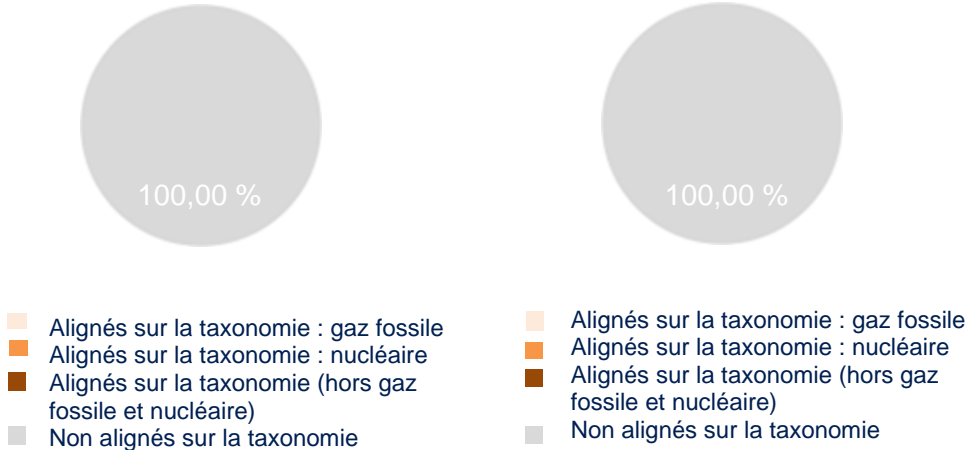 100,00 %
100,00 %
Alignés sur la taxonomie : gaz fossile
Alignés sur la taxonomie : nucléaire
Alignés sur la taxonomie (hors gaz
fossile et nucléaire)
Non alignés sur la taxonomie
Alignés sur la taxonomie : gaz fossile
Alignés sur la taxonomie : nucléaire
Alignés sur la taxonomie (hors gaz
fossile et nucléaire)
Non alignés sur la taxonomie